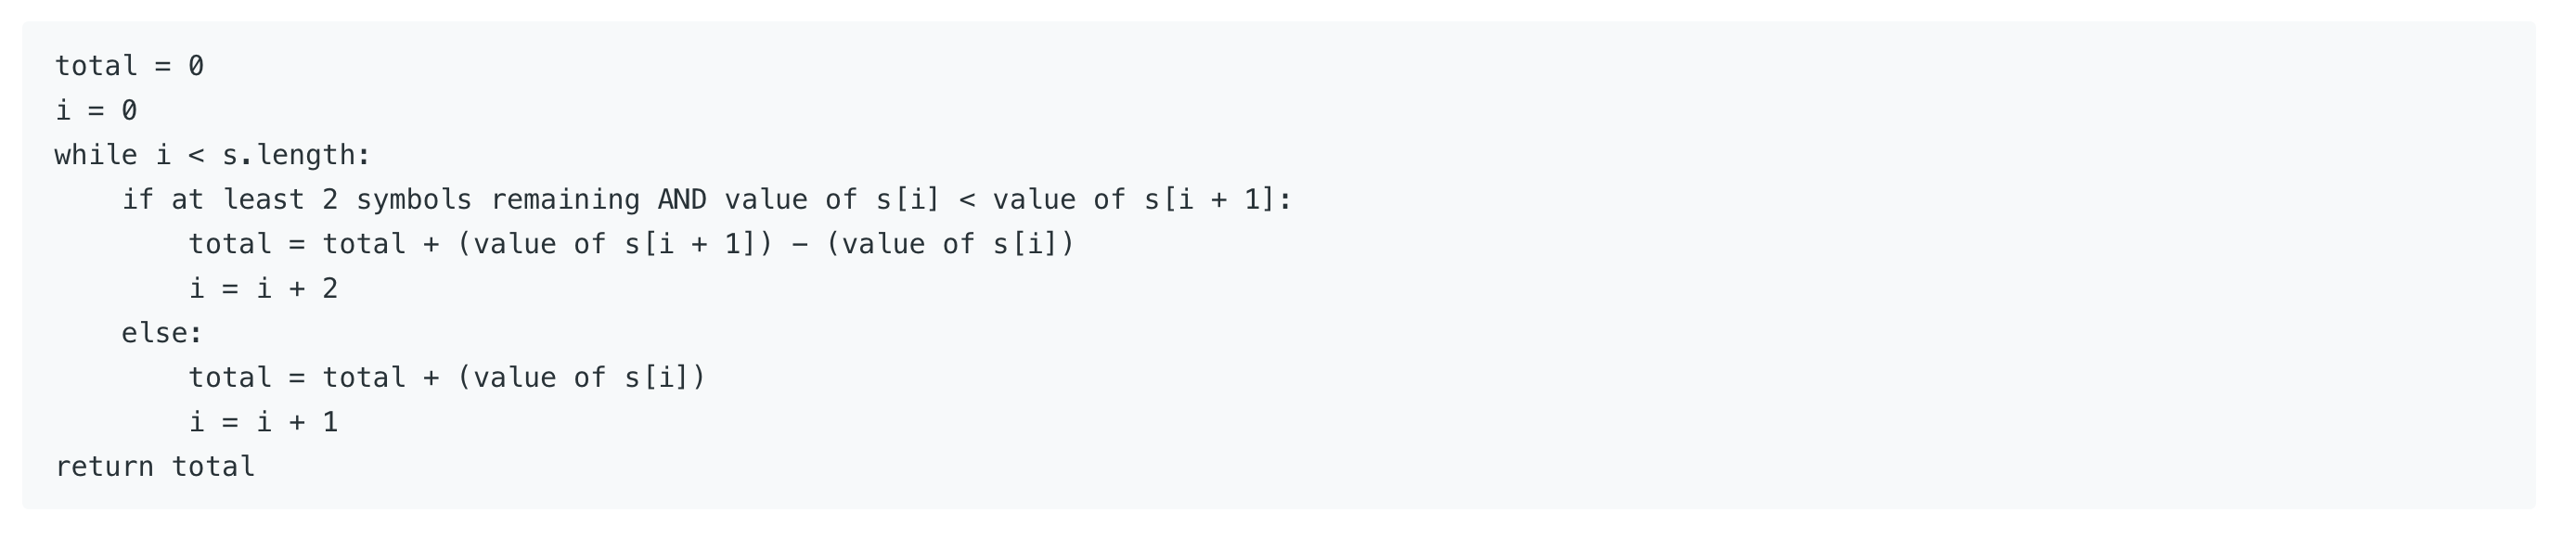 total = 0
i = 0
while i < s.length:
    if at least 2 symbols remaining AND value of s[i] < value of s[i + 1]:
        total = total + (value of s[i + 1]) − (value of s[i])
        i = i + 2
    else:
        total = total + (value of s[i])
        i = i + 1
return total